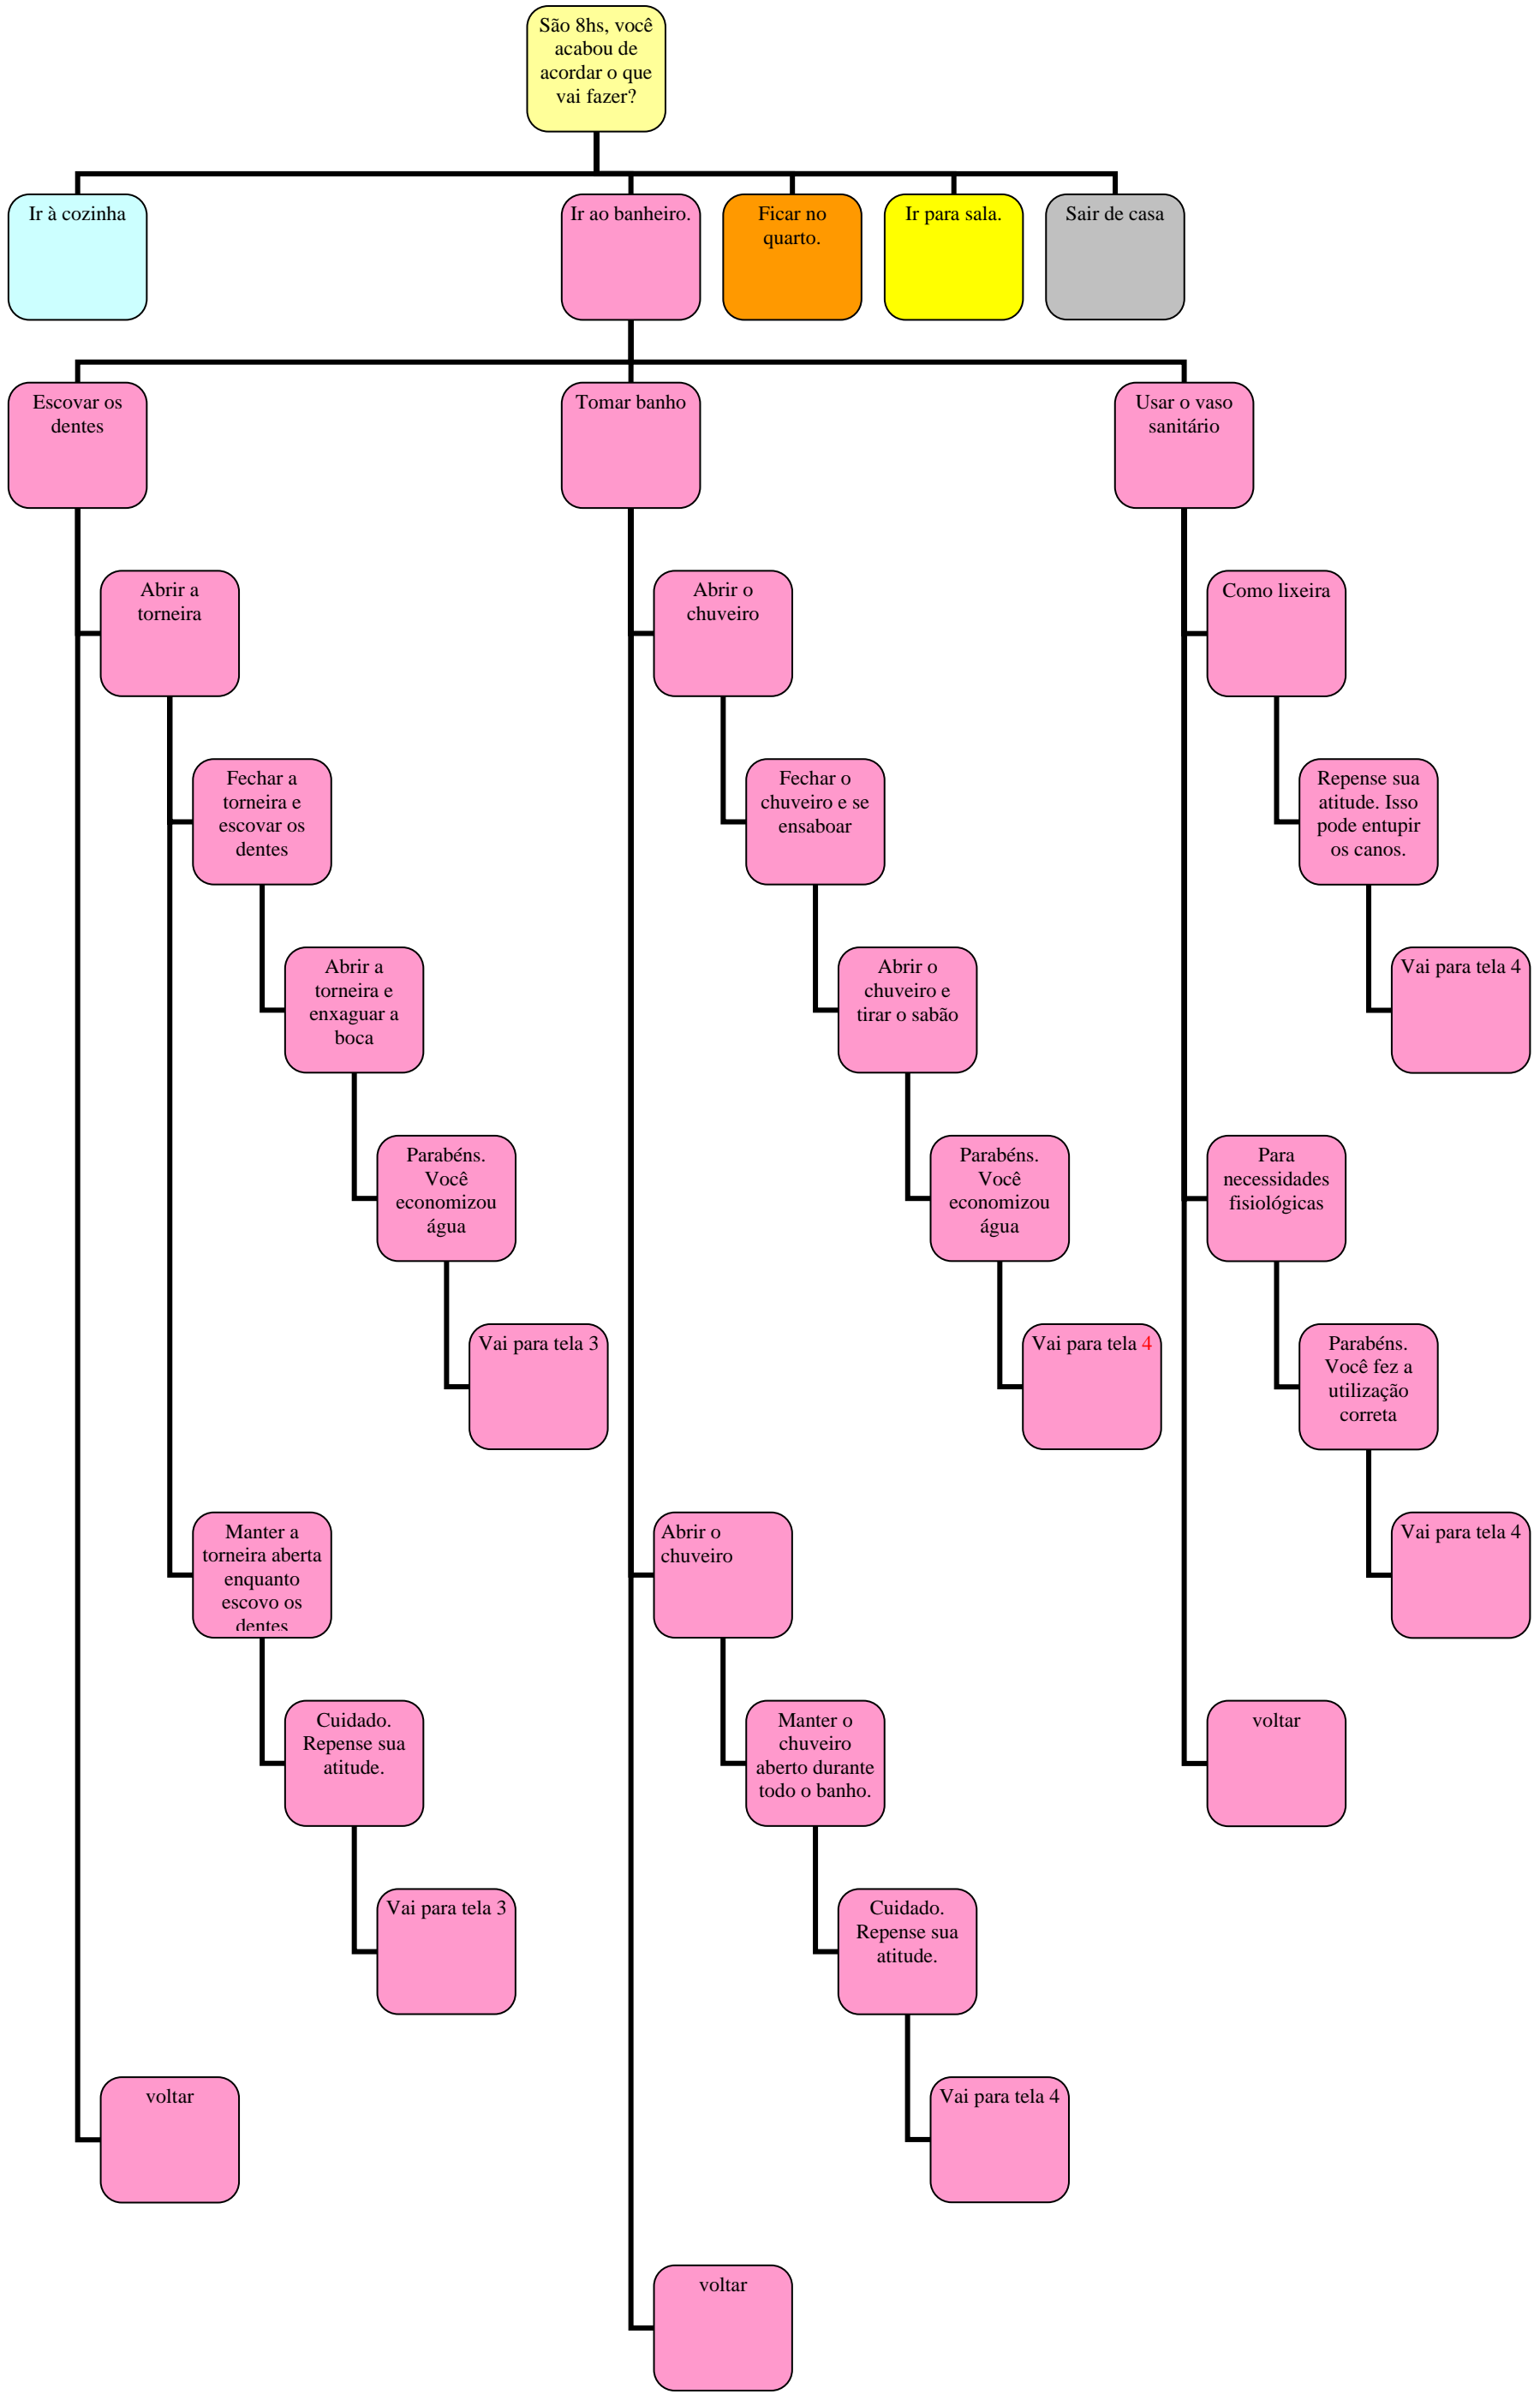 São 8hs, você
acabou de
acordar o que
vai fazer?
Ir à cozinha
Ir ao banheiro.
Ficar no
quarto.
Ir para sala.
Sair de casa
Escovar os
dentes
Tomar banho
Usar o vaso
sanitário
Abrir a
torneira
Abrir o
chuveiro
Como lixeira
Fechar a
torneira e
escovar os
dentes
Fechar o
chuveiro e se
ensaboar
Repense sua
atitude. Isso
pode entupir
os canos.
Abrir a
torneira e
enxaguar a
boca
Abrir o
chuveiro e
tirar o sabão
Vai para tela 4
Parabéns.
Você
economizou
água
Parabéns.
Você
economizou
água
Para
necessidades
fisiológicas
Vai para tela 3
Vai para tela 4
Parabéns.
Você fez a
utilização
correta
Manter a
torneira aberta
enquanto
escovo os
dentes
Abrir o
chuveiro
Vai para tela 4
Cuidado.
Repense sua
atitude.
Manter o
chuveiro
aberto durante
todo o banho.
voltar
Vai para tela 3
Cuidado.
Repense sua
atitude.
voltar
Vai para tela 4
voltar